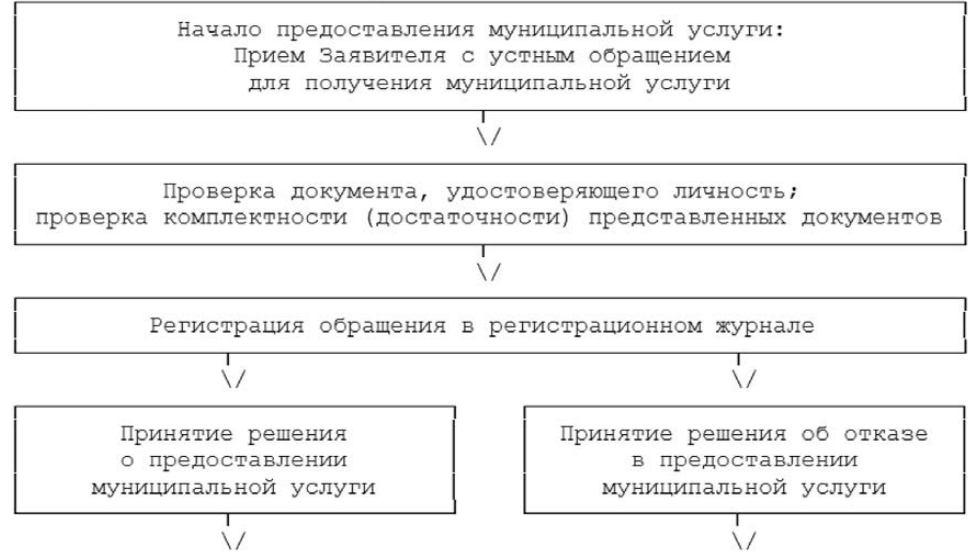 Начало предоставления муниципальной услуги:
Прием Заявителя с устным обращением
для получения муниципальной услуги
\/
Проверка документа, удостоверяющего личность;
проверка комплектности (достаточности) представленных документов
\/
Регистрация обращения в регистрационном журнале
\/ \/
Принятие решения
о предоставлении
муниципальной услуги
Принятие решения об отказе
в предоставлении
муниципальной услуги
\/ \/